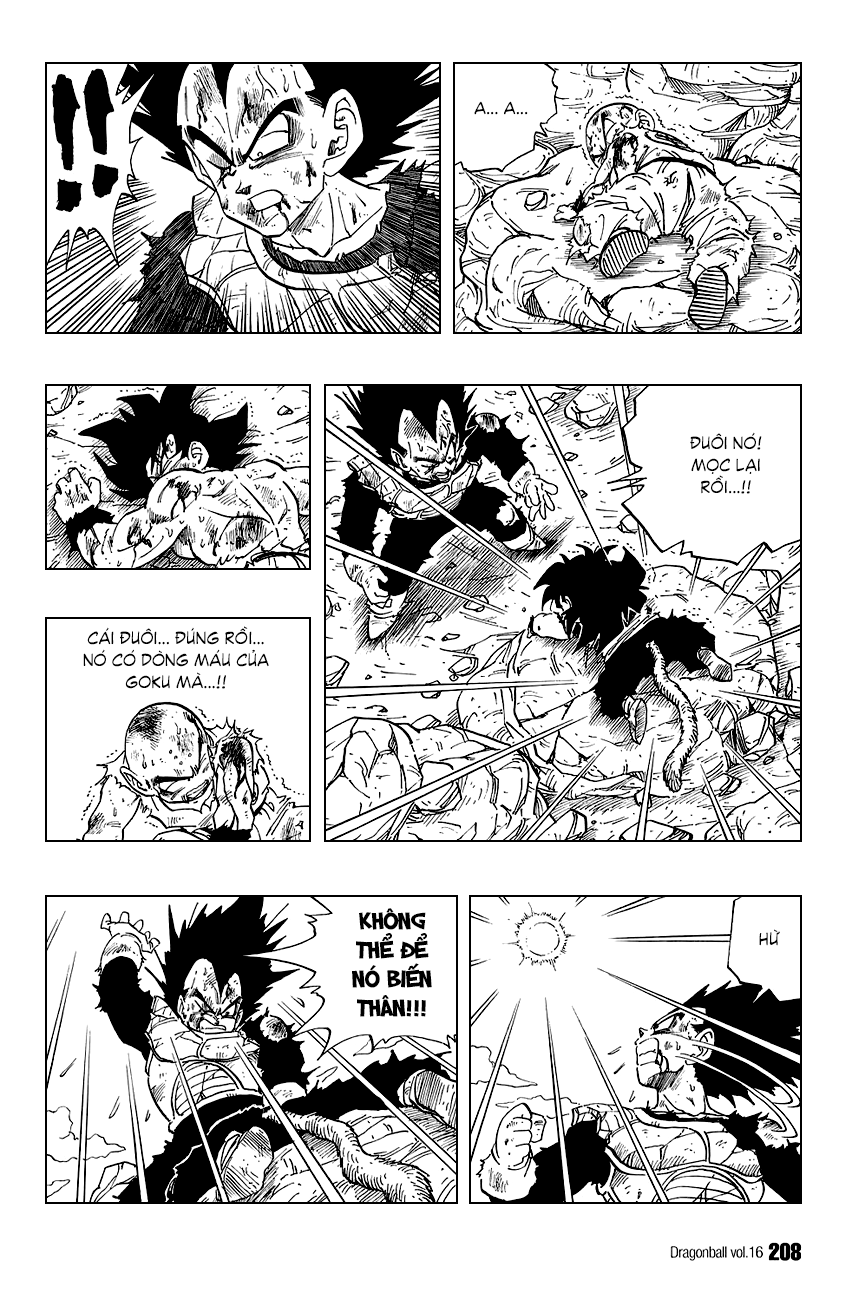 !!
A... A...
ĐUÔI NÓ!
MỌC LẠI
RỒI...!!
CÁI ĐUÔI... ĐÚNG RỒI...
NÓ CÓ DÒNG MÁU CỦA
GOKU MÀ...!!
KHÔNG
THỂ ĐỂ
NÓ BIẾN
THÂN!!!
HỪ
Dragonball vol.16 208